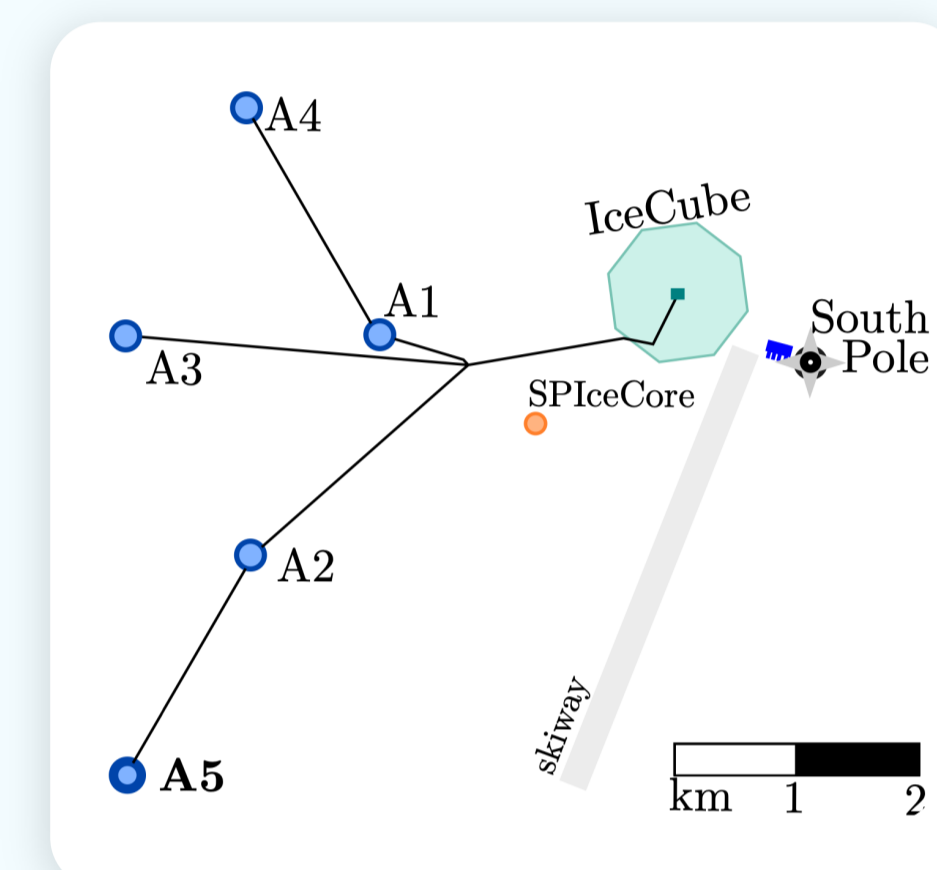 A4
IceCube
A1
South
Pole
A3
SPIceCore
A2
skiway
A5
km 1 2